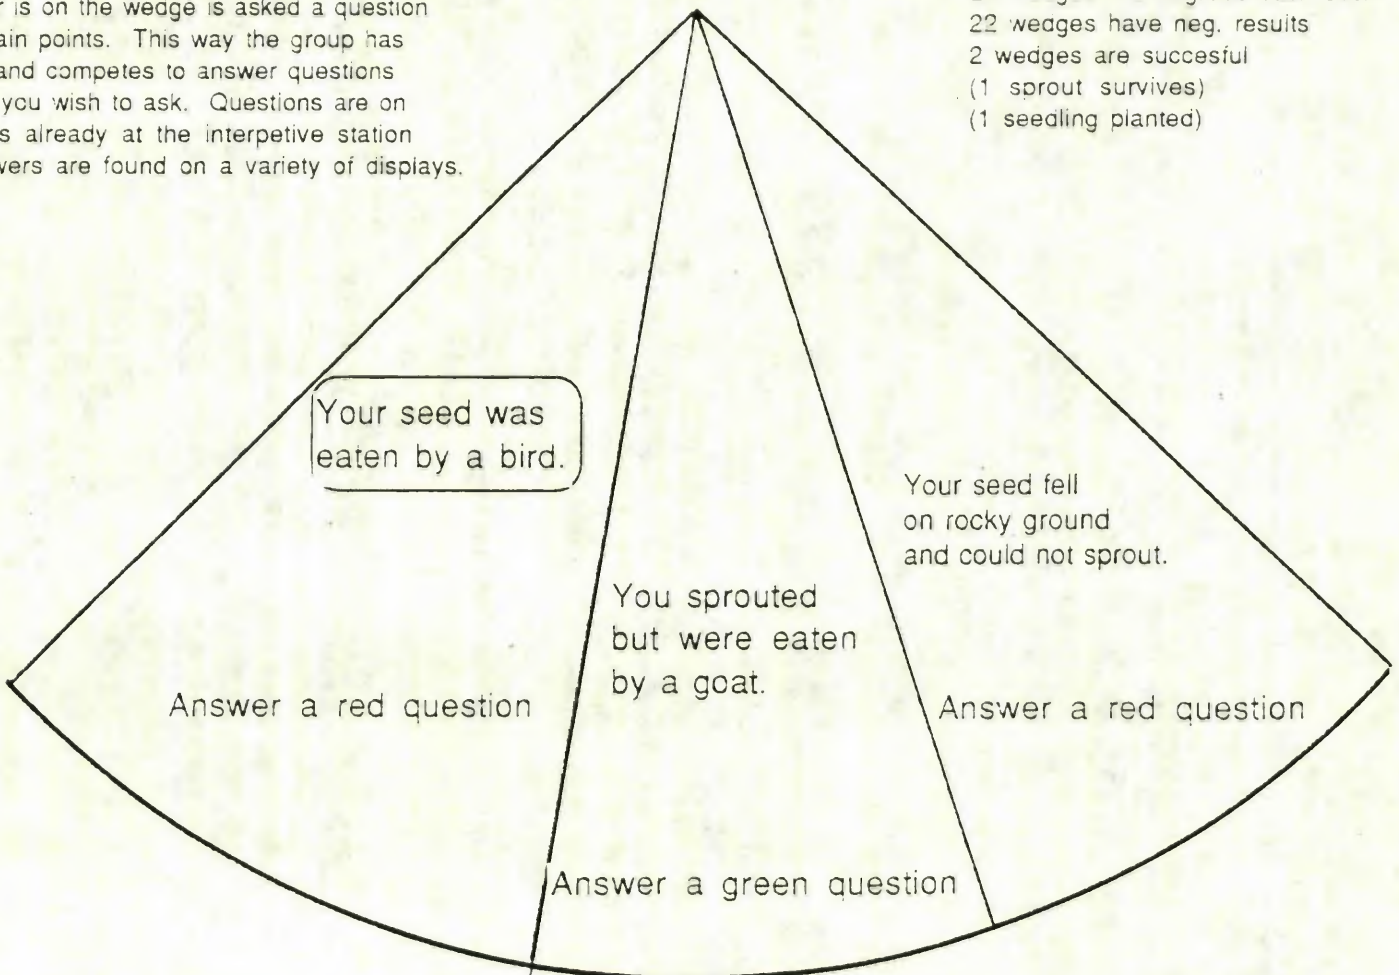 is on the wedge is asked a question
points. This way the group has
and competes to answer questions
you wish to ask. Questions are on
already at the interpetive station
are found on a variety of displays.
22 wedges have neg. results
2 wedges are succesful
(1 sprout survives)
(1 seedling planted)
Your seed was
eaten by a bird.
Answer a red question
You sprouted
but were eaten
by a goat.
Answer a green question
Your seed fell
on rocky ground
and could not sprout.
Answer a red question